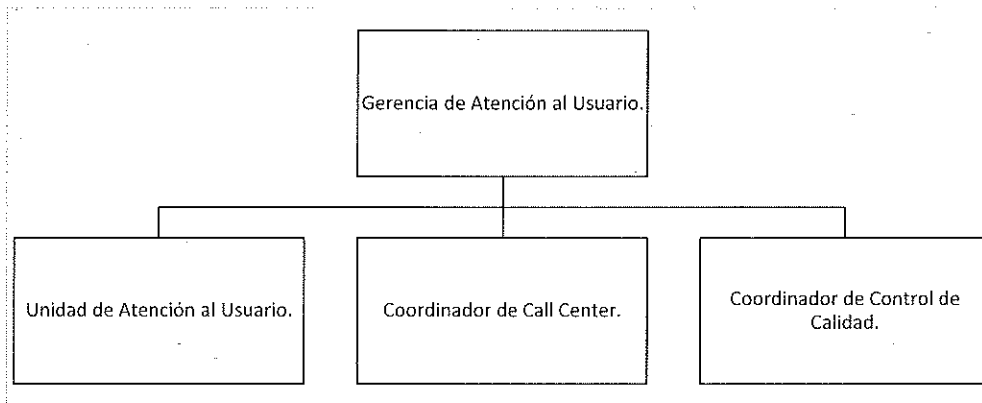 Gerencia de Atención al Usuario.
Unidad de Atención al Usuario.
Coordinador de Call Center.
Coordinador de Control de
Calidad.